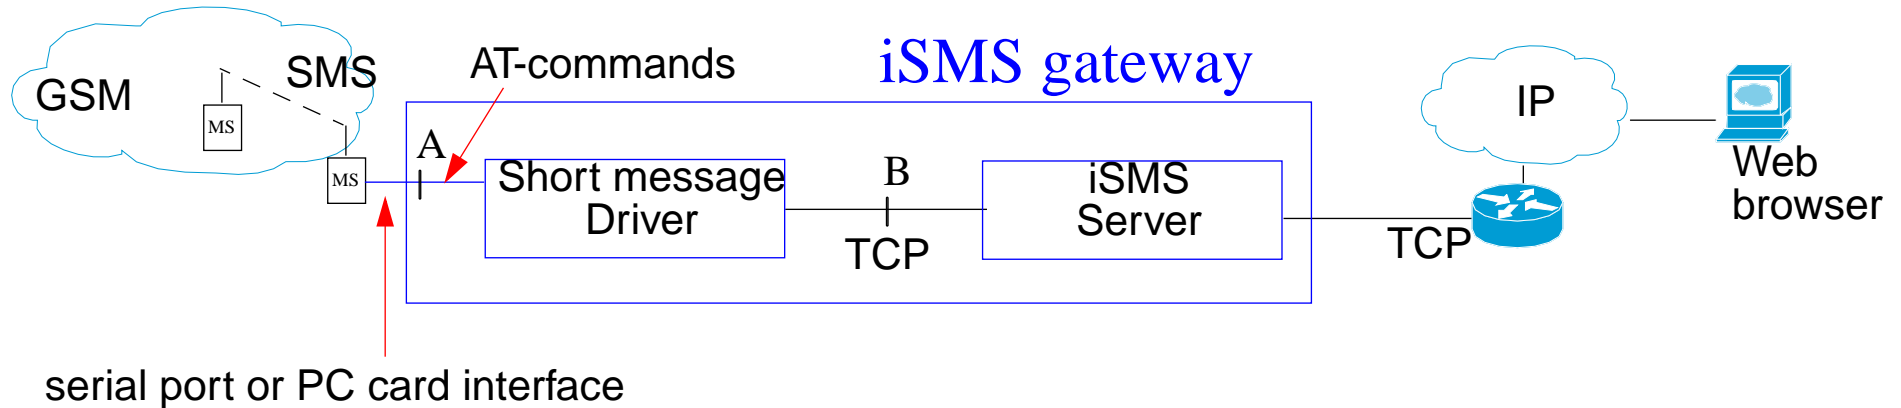 iSMS gateway
AT-commands
SMS
GSM
MS
MS
A
Short message
Driver
B
TCP
iSMS
Server
TCP
IP
Web
browser
serial port or PC card interface